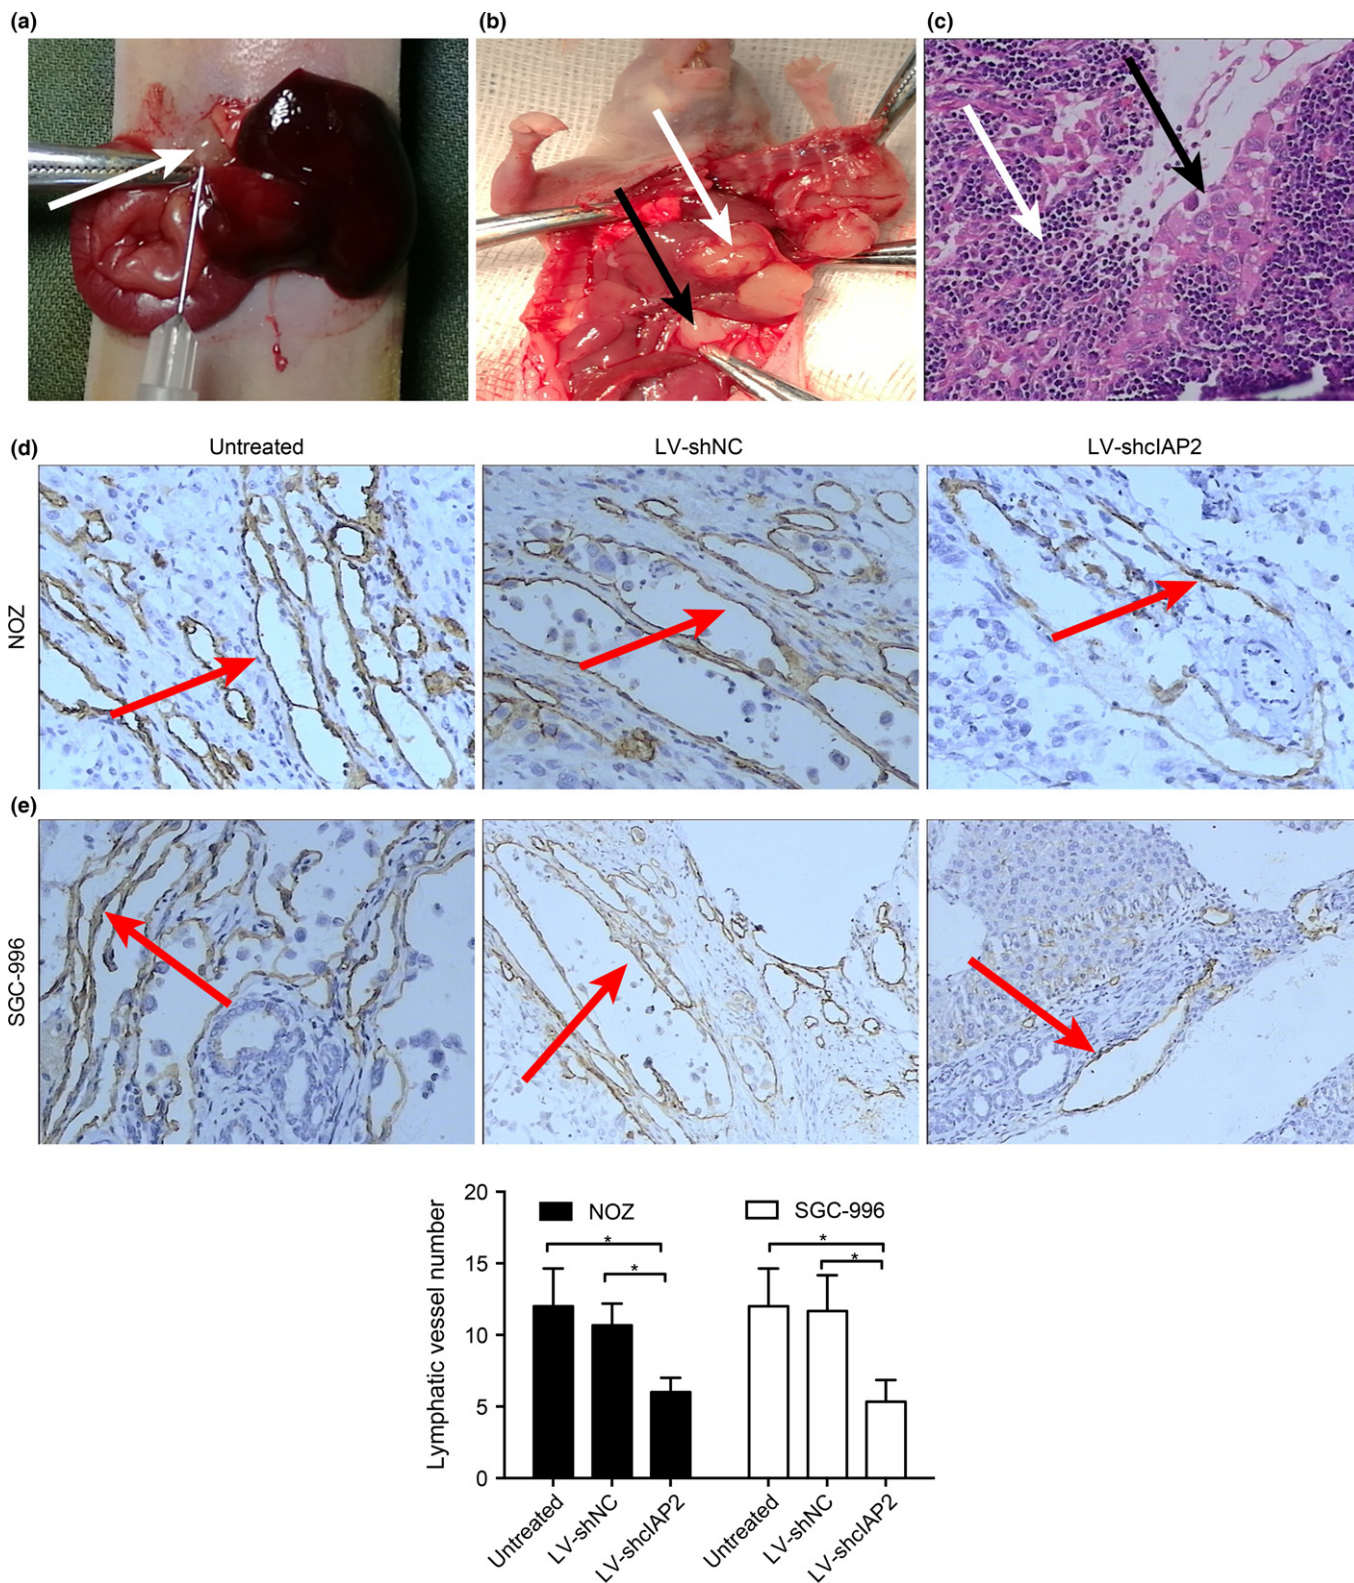 (a)
(b)
(c)
(d)
Untreated
LV-shNC
LV-shcIAP2
NOZ
(e)
SGC-996
20
15
10
5
0
Lymphatic vessel number
NOZ
SGC-996
*
*
*
*
Untreated
LV-shNC
LV-shcIAP2
Untreated
LV-shNC
LV-shcIAP2